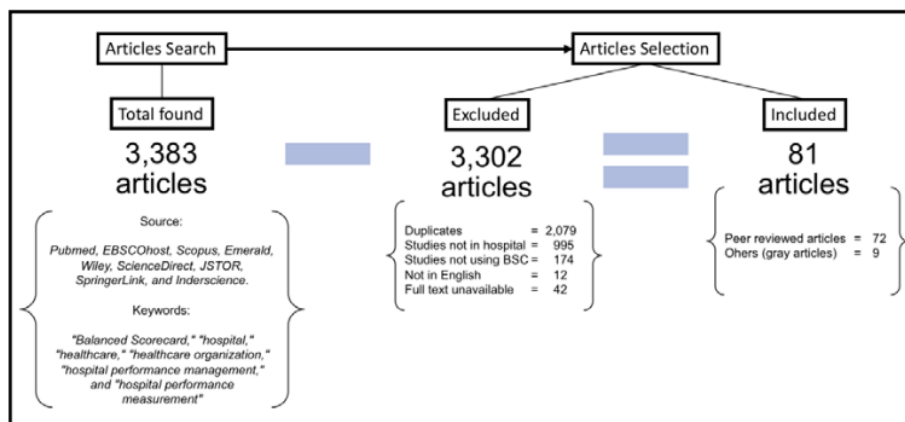 Articles Search
Articles Selection
Total found
Excluded
Included
3,383
articles
3,302
articles
81
articles
Source:
Pubmed, EBSCOhost, Scopus, Emerald,
Wiley, ScienceDirect, JSTOR,
SpringerLink, and Inderscience.
Keywords:
"Balanced Scorecard," "hospital,"
"healthcare," "healthcare organization,"
"hospital performance management,"
and "hospital performance
measurement"
Duplicates = 2,079
Studies not in hospital = 995
Studies not using BSC = 174
Not in English = 12
Full text unavailable = 42
Peer reviewed articles = 72
Ohers (gray articles) = 9